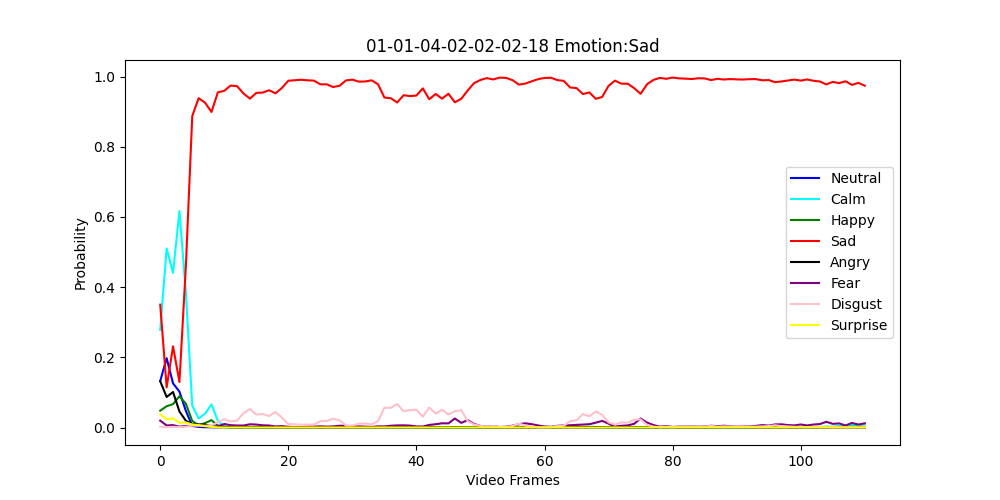 01-01-04-02-02-02-18 Emotion:Sad
1.0
0.8
0.6
0.4
0.2
0.0
Probability
0
20
40
60
80
100
Video Frames
Neutral
Calm
Happy
Sad
Angry
Fear
Disgust
Surprise